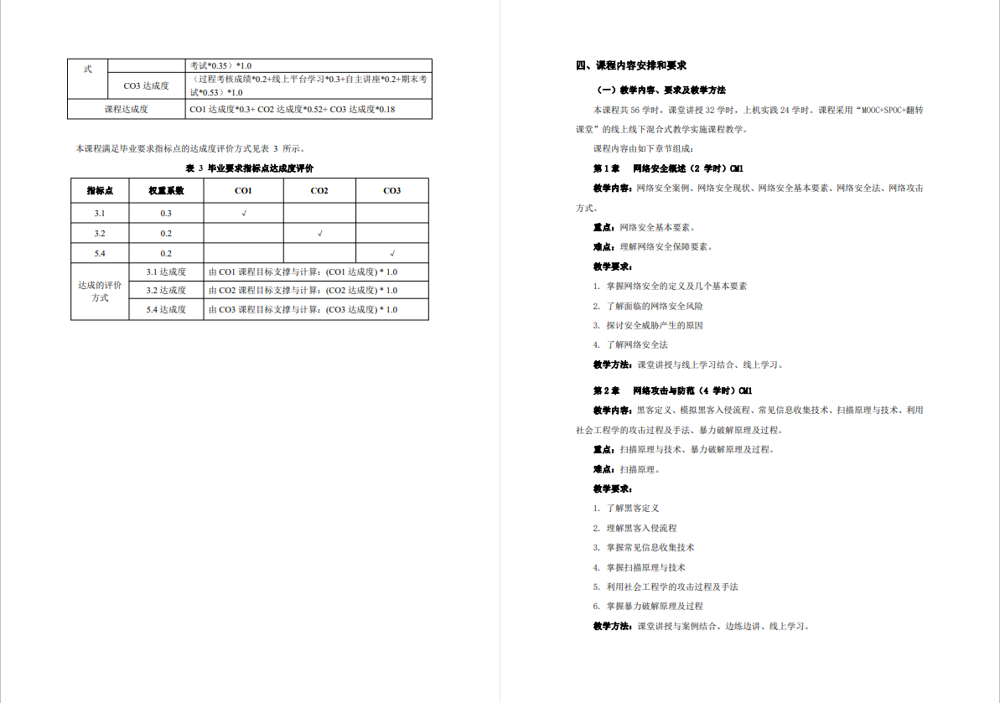 式
考试*0.35）*1.0
CO3 达成度
（过程考核成绩*0.2+线上平台学习*0.3+自主讲座*0.2+期末考
试*0.53）*1.0
课程达成度
CO1 达成度*0.3+ CO2 达成度*0.52+ CO3 达成度*0.18
本课程满足毕业要求指标点的达成度评价方式见表 3 所示。
表 3 毕业要求指标点达成度评价
指标点 权重系数 CO1 CO2 CO3
3.1 0.3 √
3.2 0.2 √
5.4 0.2 √
达成的评价
方式
3.1 达成度 由 CO1 课程目标支撑与计算：(CO1 达成度) * 1.0
3.2 达成度 由 CO2 课程目标支撑与计算：(CO2 达成度) * 1.0
5.4 达成度 由 CO3 课程目标支撑与计算：(CO3 达成度) * 1.0
四、课程内容安排和要求
（一）教学内容、要求及教学方法
本课程共 56 学时，课堂讲授 32 学时，上机实践 24 学时。课程采用“MOOC+SPOC+翻转
课堂”的线上线下混合式教学实施课程教学。
课程内容由如下章节组成：
第 1 章 网络安全概述（2 学时）CM1
教学内容：网络安全案例、网络安全现状、网络安全基本要素、网络安全法、网络攻击
方式。
重点：网络安全基本要素。
难点：理解网络安全保障要素。
教学要求：
1. 掌握网络安全的定义及几个基本要素
2. 了解面临的网络安全风险
3. 探讨安全威胁产生的原因
4. 了解网络安全法
教学方法：课堂讲授与线上学习结合、线上学习。
第 2 章 网络攻击与防范（4 学时）CM1
教学内容：黑客定义、模拟黑客入侵流程、常见信息收集技术、扫描原理与技术、利用
社会工程学的攻击过程及手法、暴力破解原理及过程。
重点：扫描原理与技术、暴力破解原理及过程。
难点：扫描原理。
教学要求：
1. 了解黑客定义
2. 理解黑客入侵流程
3. 掌握常见信息收集技术
4. 掌握扫描原理与技术
5. 利用社会工程学的攻击过程及手法
6. 掌握暴力破解原理及过程
教学方法：课堂讲授与案例结合、边练边讲、线上学习。